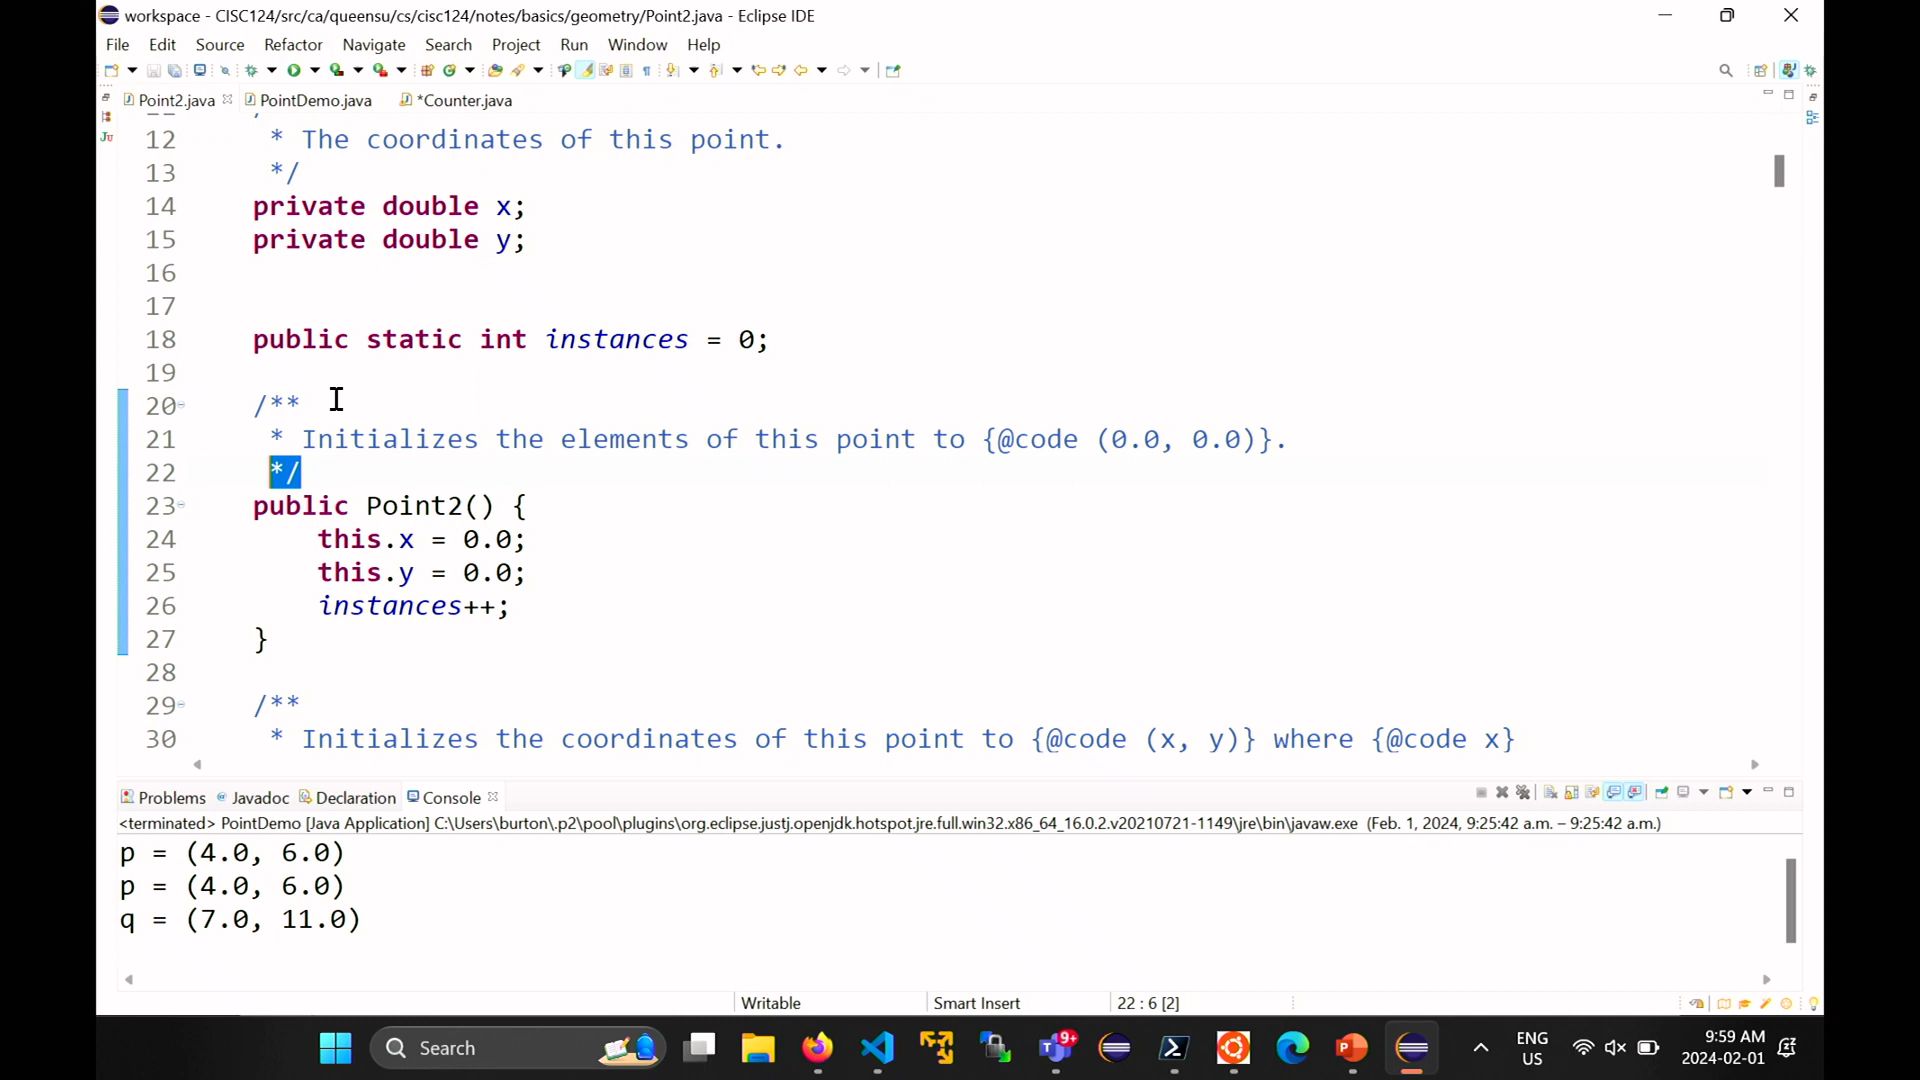 workspace - CISC124/src/ca/queensu/cs/cisc124/notes/basics/geometry/Point2.java - Eclipse IDE
File Edit Source Refactor Navigate Search Project Run Window Help
Point2.java PointDemo.java *Counter.java
12 * The coordinates of this point.
13 */
14 private double x;
15 private double y;
16
17
18 public static int instances = 0;
19
20 /**
21 * Initializes the elements of this point to {@code (0.0, 0.0)}.
22 */
23 public Point2() {
24 this.x = 0.0;
25 this.y = 0.0;
26 instances++;
27 }
28
29 /**
30 * Initializes the coordinates of this point to {@code (x, y)} where {@code x}
Problems Javadoc Declaration Console
<terminated> PointDemo [Java Application] C:\Users\burton\.p2\pool\plugins\org.eclipse.justj.openjdk.hotspot.jre.full.win32.x86_64_16.0.2.v20210721-1149\jre\bin\javaw.exe (Feb. 1, 2024, 9:25:42 a.m. – 9:25:42 a.m.)
p = (4.0, 6.0)
p = (4.0, 6.0)
q = (7.0, 11.0)
Writable Smart Insert 22 : 6 [2]
Search 9+ ENG 9:59 AM
US 2024-02-01